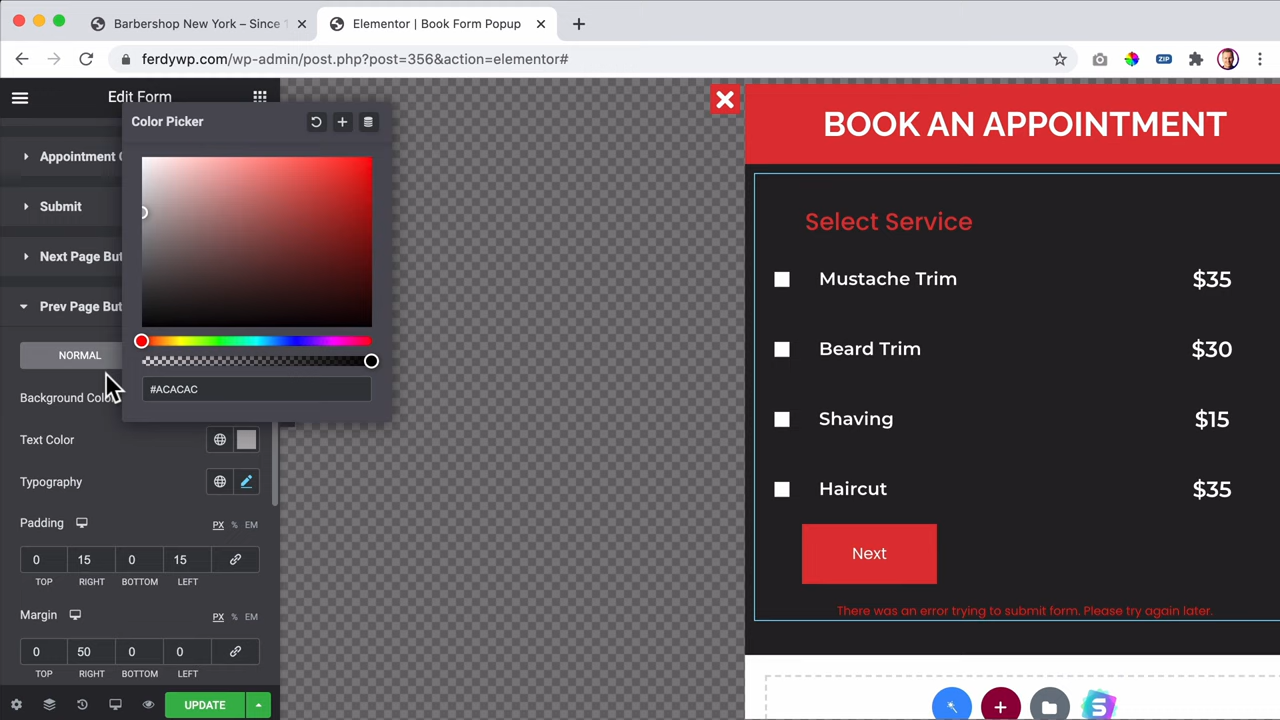 Barbershop New York – Since
Elementor | Book Form Popup
ferdywp.com/wp-admin/post.php?post=356&action=elementor#
ZIP
Edit Form
Color Picker
Appointment
Submit
Next Page
Prev Page
#ACACAC
NORMAL
Background
Text Color
Typography
Padding
PX % EM
0 15 0 15
TOP RIGHT BOTTOM LEFT
Margin
PX % EM
0 50 0 0
TOP RIGHT BOTTOM LEFT
UPDATE
BOOK AN APPOINTMENT
Select Service
Mustache Trim $35
Beard Trim $30
Shaving $15
Haircut $35
Next
There was an error trying to submit form. Please try again later.
S